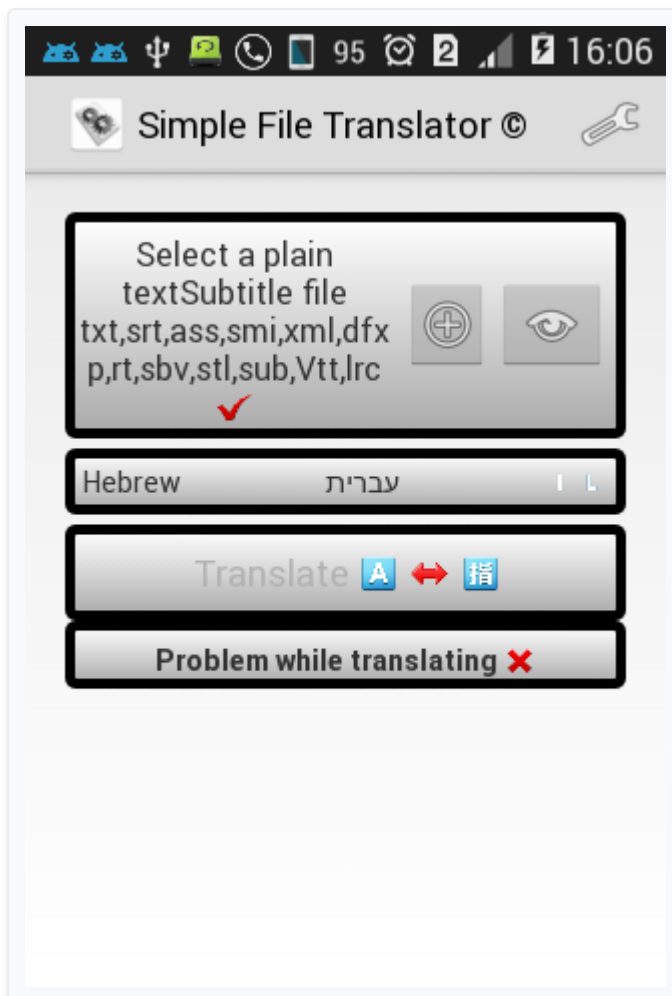 95 2 16:06
Simple File Translator ©
Select a plain
textSubtitle file
txt,srt,ass,smi,xml,dfx
p,rt,sbv,stl,sub,Vtt,lrc
Hebrew עברית I L
Translate A 指
Problem while translating